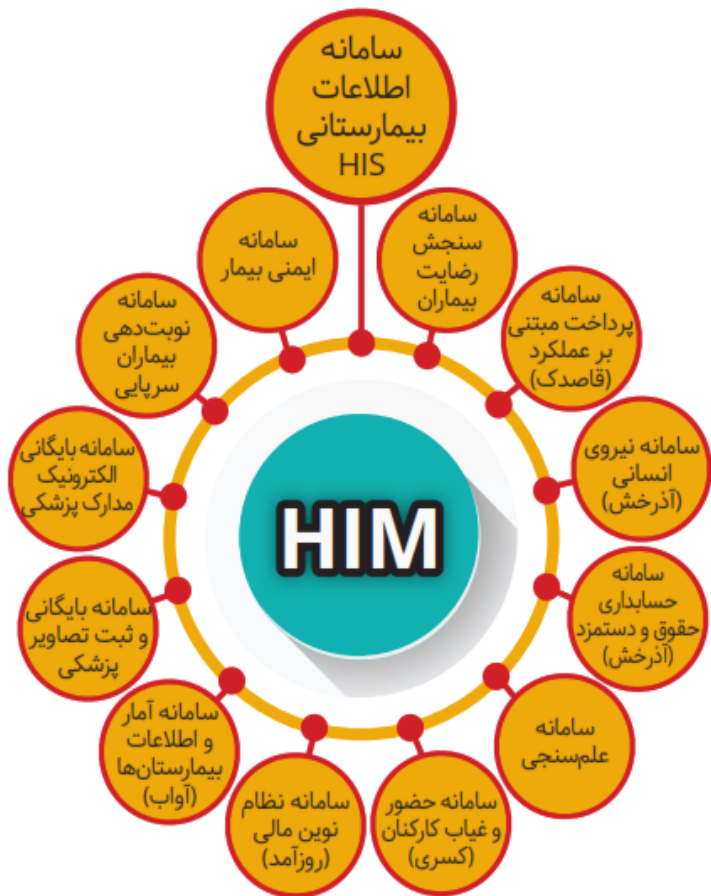 سامانه
اطلاعات
بیمارستانی
HIS
سامانه
سنجش
رضایت
بیماران
سامانه
پرداخت مبتنی
بر عملکرد
(قاصدک)
سامانه نیروی
انسانی
(آذرخش)
سامانه
حسابداری
حقوق و دستمزد
(آذرخش)
سامانه
علم‌سنجی
سامانه حضور
و غیاب کارکنان
(کسری)
سامانه نظام
نوین مالی
(روزآمد)
سامانه آمار
و اطلاعات
بیمارستان‌ها
(آواب)
سامانه بایگانی
و ثبت تصاویر
پزشکی
سامانه بایگانی
الکترونیک
مدارک پزشکی
سامانه
نوبت‌دهی
بیماران
سرپایی
سامانه
ایمنی بیمار
HIM